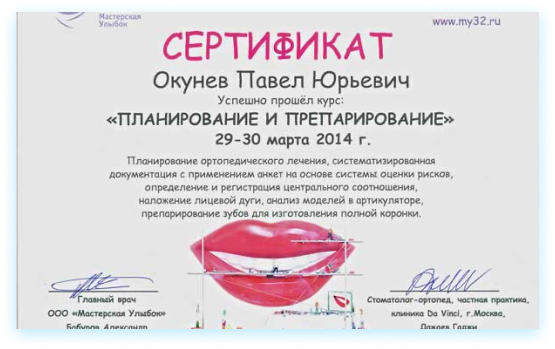 Мастерская
Улыбок
www.my32.ru
СЕРТИФИКАТ
Окунев Павел Юрьевич
Успешно прошёл курс:
«ПЛАНИРОВАНИЕ И ПРЕПАРИРОВАНИЕ»
29-30 марта 2014 г.
Планирование ортопедического лечения, систематизированная
документация с применением анкет на основе системы оценки рисков,
определение и регистрация центрального соотношения,
наложение лицевой дуги, анализ моделей в артикуляторе,
препарирование зубов для изготовления полной коронки.
Главный врач
ООО «Мастерская Улыбок»
Бабуров Александр
Стоматолог-ортопед, частная практика,
клиника Da Vinci, г.Москва,
Дажаев Гаджи